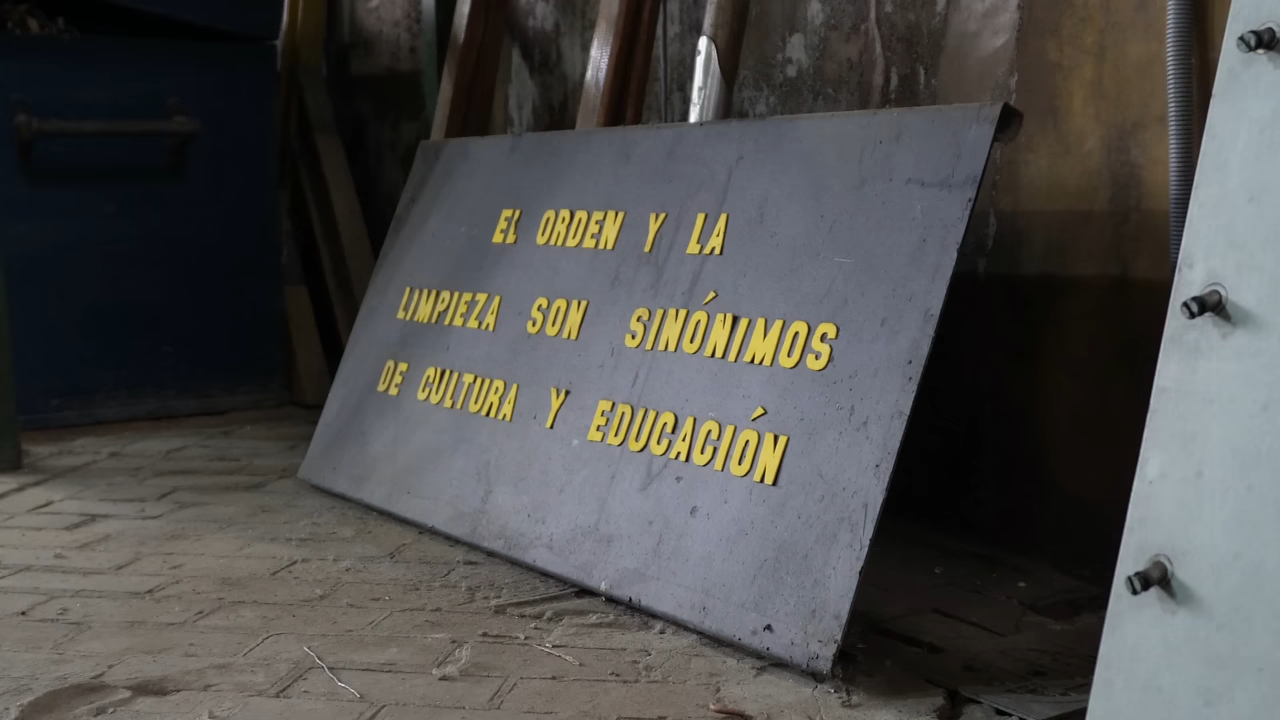 EL ORDEN Y LA
LIMPIEZA SON SINÓNIMOS
DE CULTURA Y EDUCACIÓN